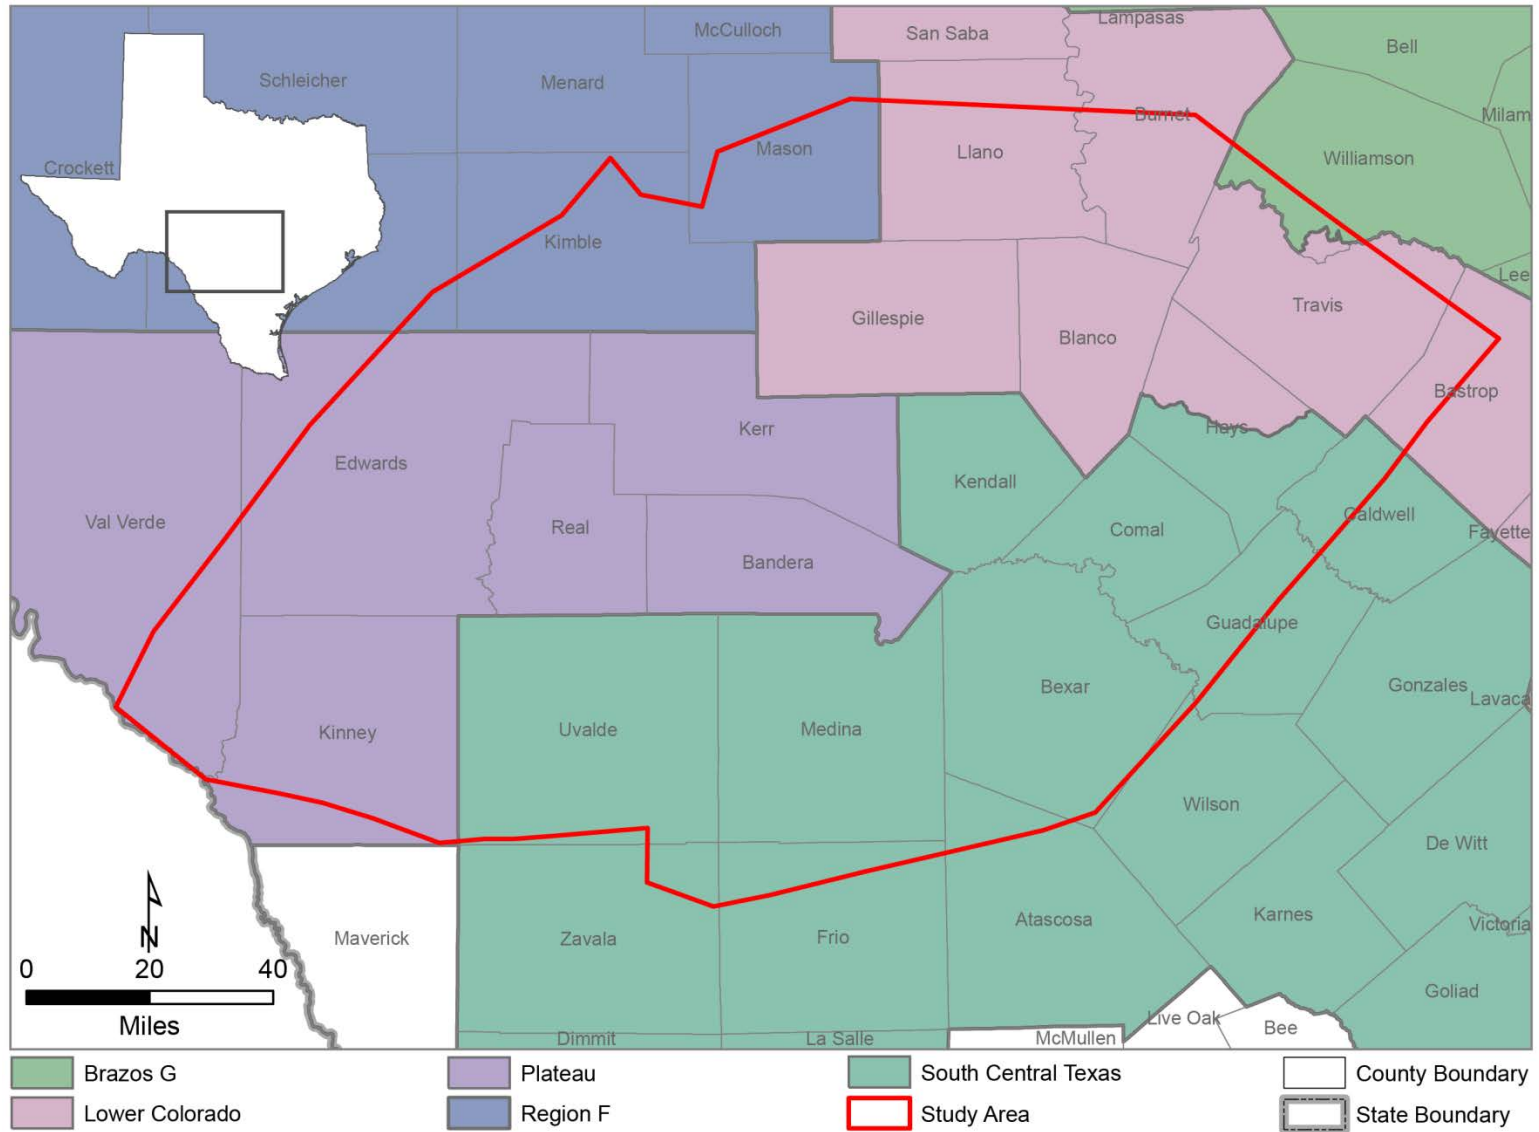 Lampasas
McCulloch
San Saba
Bell
Schleicher
Menard
Milam
Burnet
Mason
Llano
Williamson
Crockett
Kimble
Lee
Travis
Gillespie
Blanco
Bastrop
Kerr
Hays
Edwards
Kendall
Caldwell
Val Verde
Real
Comal
Fayette
Bandera
Guadalupe
Bexar
Gonzales
Lavaca
Kinney
Uvalde
Medina
Wilson
De Witt
Maverick
Zavala
Frio
Atascosa
Karnes
Victoria
N
0 20 40
Miles
Goliad
Live Oak
Bee
Dimmit
La Salle
McMullen
Brazos G
Plateau
South Central Texas
County Boundary
Lower Colorado
Region F
Study Area
State Boundary